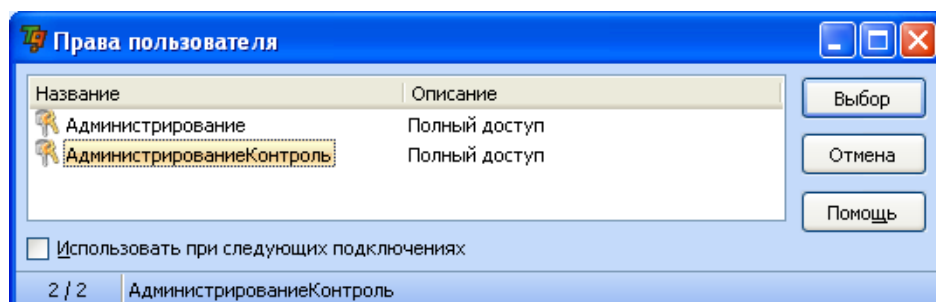 Права пользователя
Название Описание
Администрирование Полный доступ
АдминистрированиеКонтроль Полный доступ
Выбор
Отмена
Помощь
Использовать при следующих подключениях
2 / 2 АдминистрированиеКонтроль